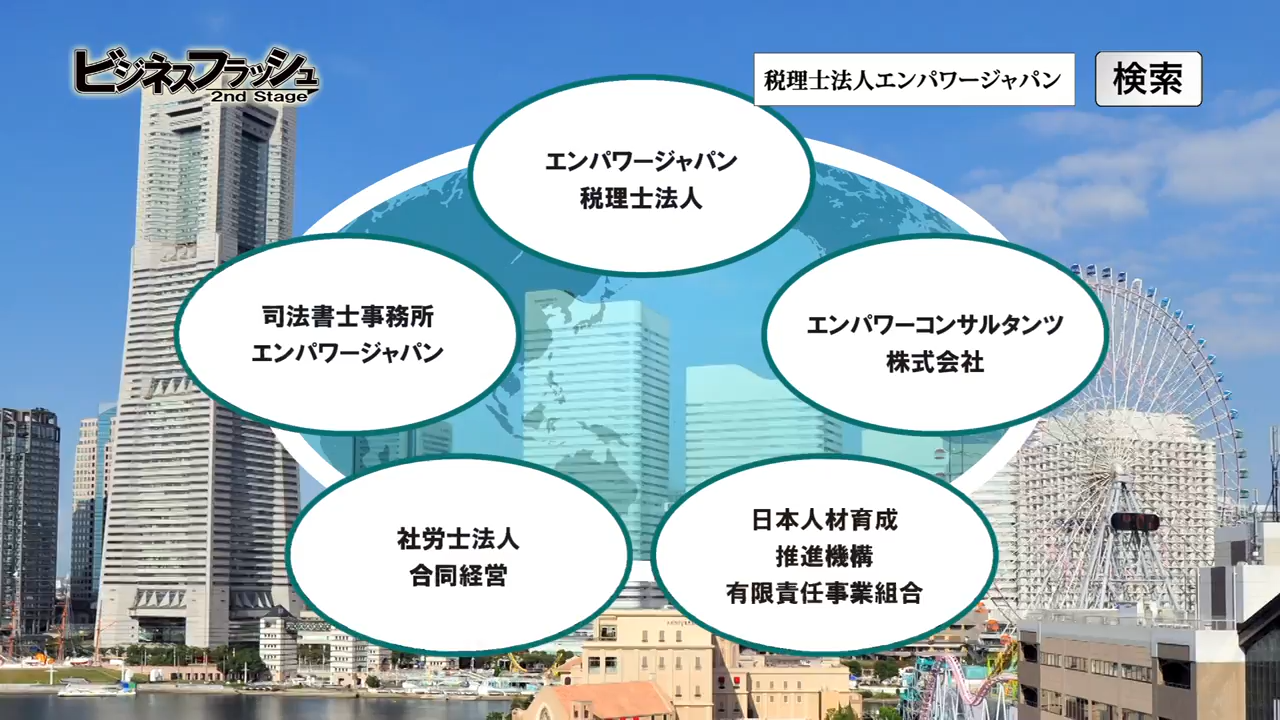 ビジネスフラッシュ
2nd Stage
税理士法人エンパワージャパン
検索
エンパワージャパン
税理士法人
司法書士事務所
エンパワージャパン
エンパワーコンサルタンツ
株式会社
社労士法人
合同経営
日本人材育成
推進機構
有限責任事業組合